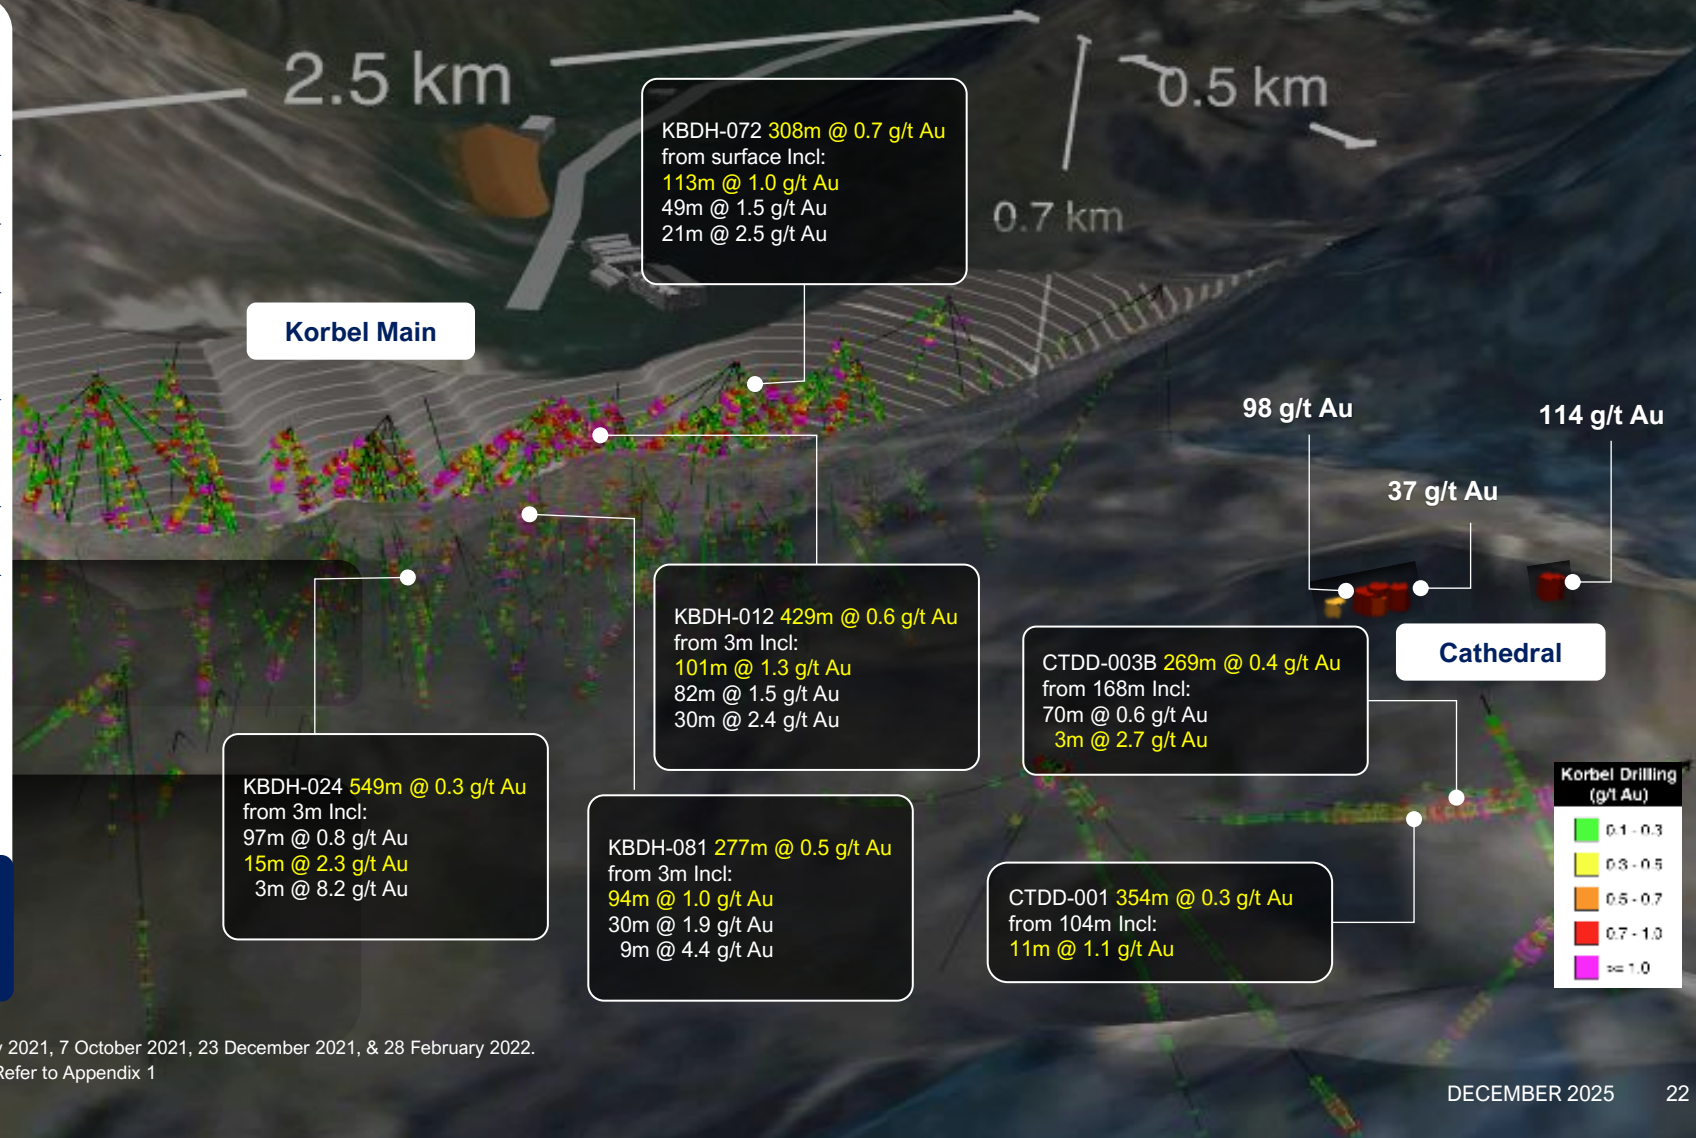 2.5 km
0.5 km
0.7 km
KBDH-072 308m @ 0.7 g/t Au
from surface Incl:
113m @ 1.0 g/t Au
49m @ 1.5 g/t Au
21m @ 2.5 g/t Au
Korbel Main
98 g/t Au
114 g/t Au
37 g/t Au
KBDH-012 429m @ 0.6 g/t Au
from 3m Incl:
101m @ 1.3 g/t Au
82m @ 1.5 g/t Au
30m @ 2.4 g/t Au
Cathedral
CTDD-003B 269m @ 0.4 g/t Au
from 168m Incl:
70m @ 0.6 g/t Au
3m @ 2.7 g/t Au
KBDH-024 549m @ 0.3 g/t Au
from 3m Incl:
97m @ 0.8 g/t Au
15m @ 2.3 g/t Au
3m @ 8.2 g/t Au
KBDH-081 277m @ 0.5 g/t Au
from 3m Incl:
94m @ 1.0 g/t Au
30m @ 1.9 g/t Au
9m @ 4.4 g/t Au
CTDD-001 354m @ 0.3 g/t Au
from 104m Incl:
11m @ 1.1 g/t Au
Korbel Drilling
(g/t Au)
0.1 - 0.3
0.3 - 0.5
0.5 - 0.7
0.7 - 1.0
>= 1.0
2021, 7 October 2021, 23 December 2021, & 28 February 2022.
Refer to Appendix 1
DECEMBER 2025 22